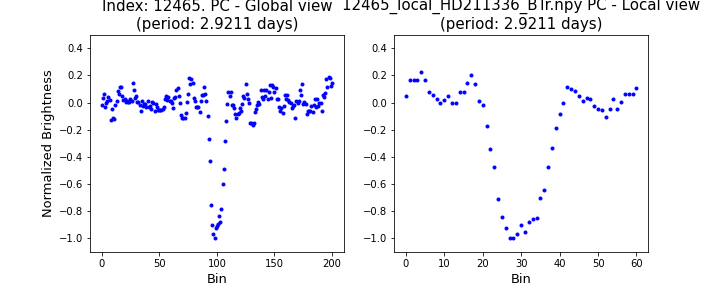 Index: 12465. PC - Global view
(period: 2.9211 days)
12465_local_HD211336_BTr.npy PC - Local view
(period: 2.9211 days)
Normalized Brightness
0.4
0.2
0.0
−0.2
−0.4
−0.6
−0.8
−1.0
0 50 100 150 200
Bin
0.4
0.2
0.0
−0.2
−0.4
−0.6
−0.8
−1.0
0 10 20 30 40 50 60
Bin